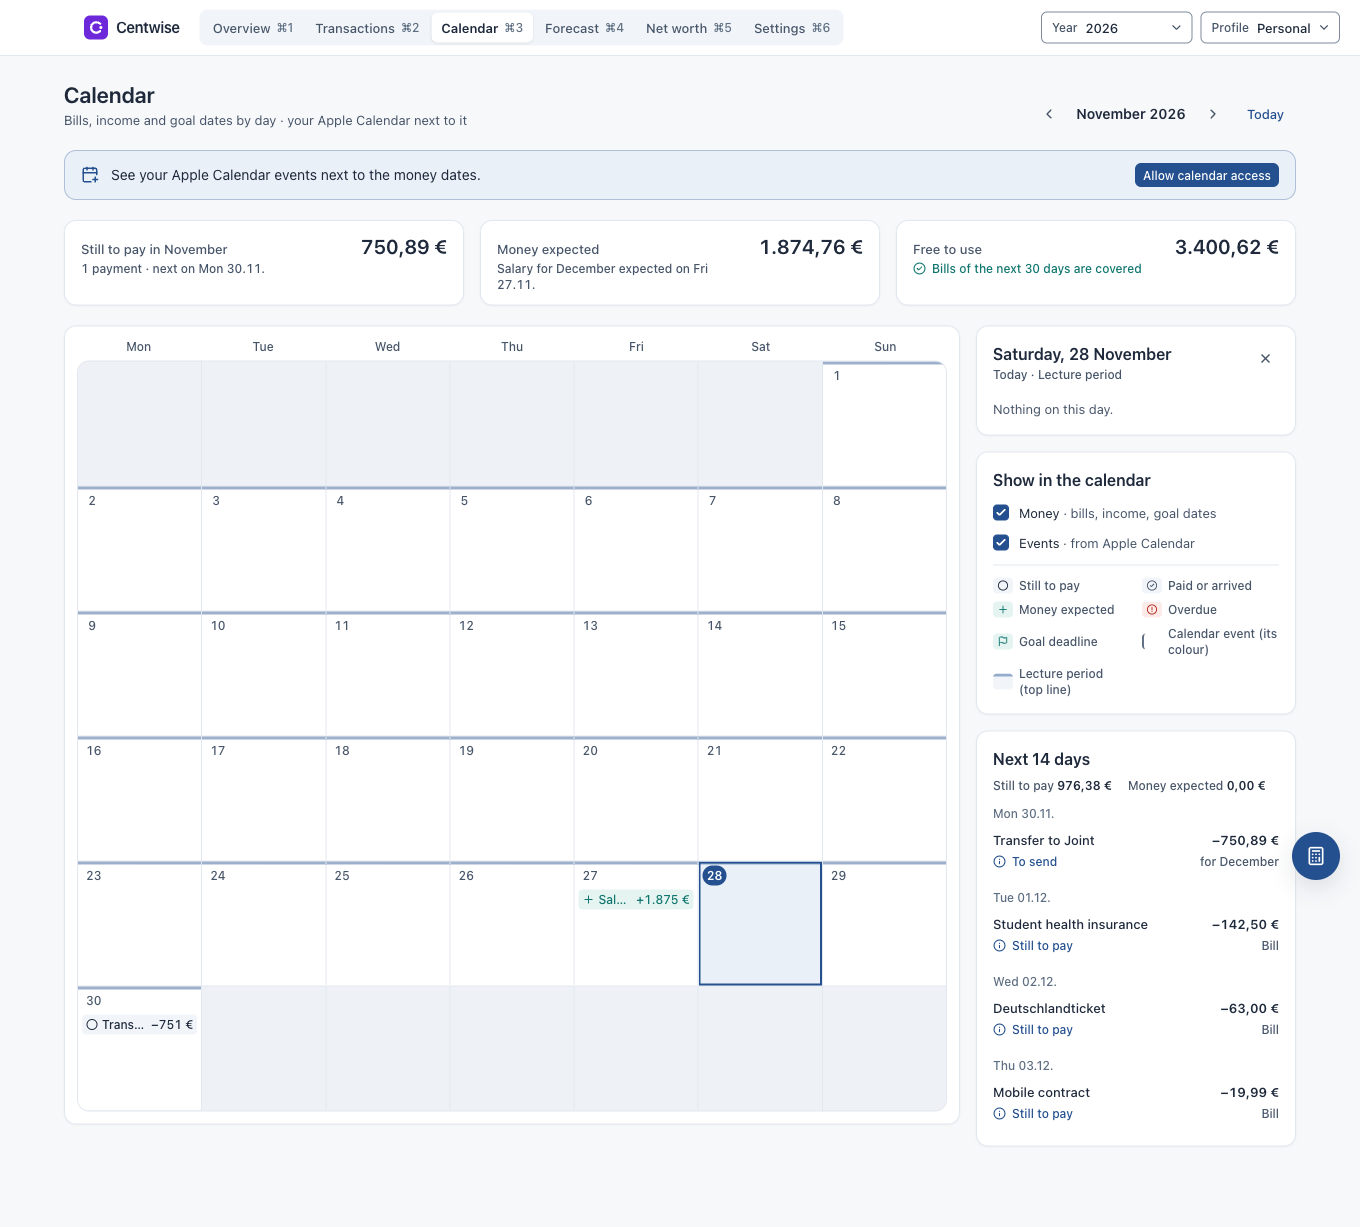 Centwise
Overview ⌘1
Transactions ⌘2
Calendar ⌘3
Forecast ⌘4
Net worth ⌘5
Settings ⌘6
Year 2026
Profile Personal
Calendar
Bills, income and goal dates by day · your Apple Calendar next to it
November 2026
Today
See your Apple Calendar events next to the money dates.
Allow calendar access
Still to pay in November
750,89 €
1 payment · next on Mon 30.11.
Money expected
1.874,76 €
Salary for December expected on Fri
27.11.
Free to use
3.400,62 €
Bills of the next 30 days are covered
Mon Tue Wed Thu Fri Sat Sun
1
2 3 4 5 6 7 8
9 10 11 12 13 14 15
16 17 18 19 20 21 22
23 24 25 26 27 28 29
+ Sal... +1.875 €
30
Trans... −751 €
Saturday, 28 November
Today · Lecture period
Nothing on this day.
Show in the calendar
Money · bills, income, goal dates
Events · from Apple Calendar
Still to pay
Paid or arrived
Money expected
Overdue
Goal deadline
Calendar event (its
colour)
Lecture period
(top line)
Next 14 days
Still to pay 976,38 € Money expected 0,00 €
Mon 30.11.
Transfer to Joint −750,89 €
To send for December
Tue 01.12.
Student health insurance −142,50 €
Still to pay Bill
Wed 02.12.
Deutschlandticket −63,00 €
Still to pay Bill
Thu 03.12.
Mobile contract −19,99 €
Still to pay Bill